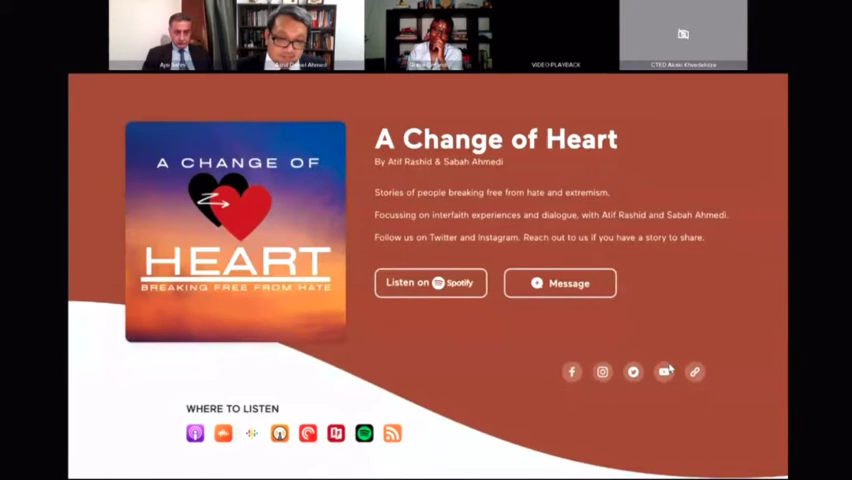 VIDEO PLAYBACK
CTED Akaki Khvedelidze
A CHANGE OF
HEART
BREAKING FREE FROM HATE
A Change of Heart
By Atif Rashid & Sabah Ahmedi
Stories of people breaking free from hate and extremism.
Focussing on interfaith experiences and dialogue, with Atif Rashid and Sabah Ahmedi.
Follow us on Twitter and Instagram. Reach out to us if you have a story to share.
Listen on Spotify
Message
WHERE TO LISTEN